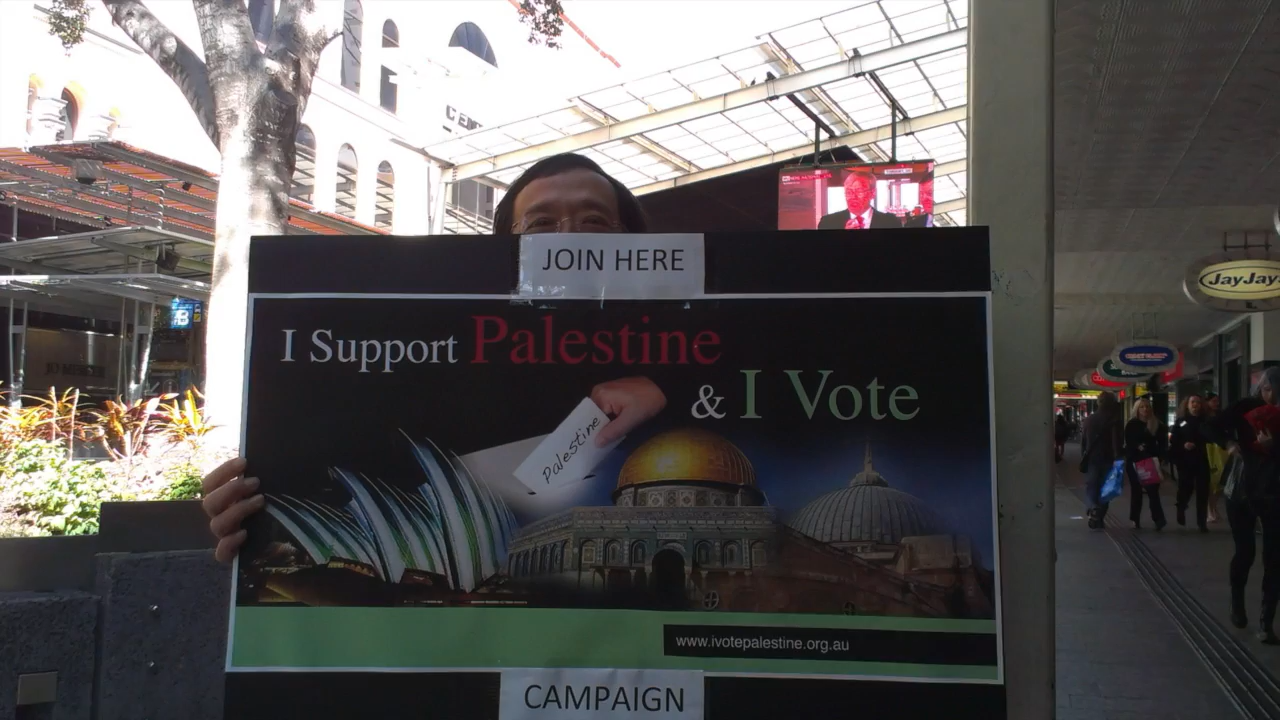 JOIN HERE
I Support Palestine
& I Vote
Palestine
www.ivotepalestine.org.au
CAMPAIGN
JayJays